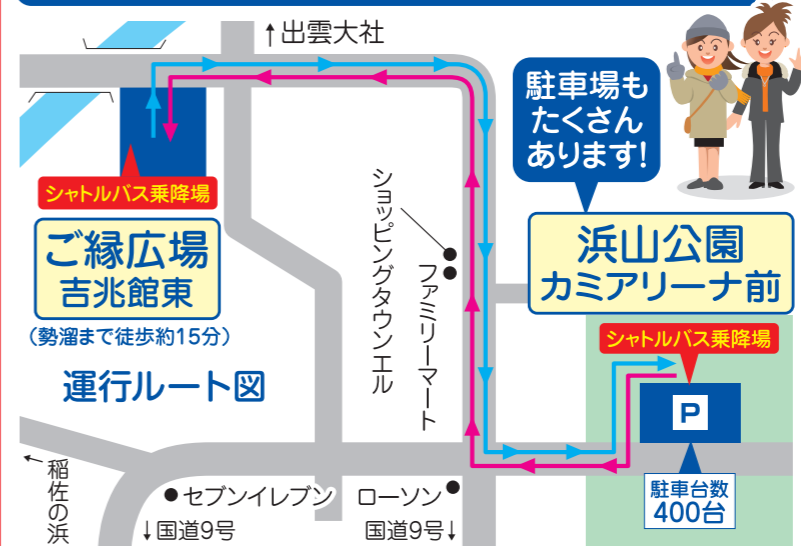 ↑出雲大社
駐車場も
たくさん
あります!
シャトルバス乗降場
ご縁広場
吉兆館東
(勢溜まで徒歩約15分)
運行ルート図
ショッピングタウンエル
ファミリーマート
浜山公園
カミアリーナ前
シャトルバス乗降場
P
駐車台数
400台
←稲佐の浜
セブンイレブン
↓国道9号
ローソン
国道9号↓